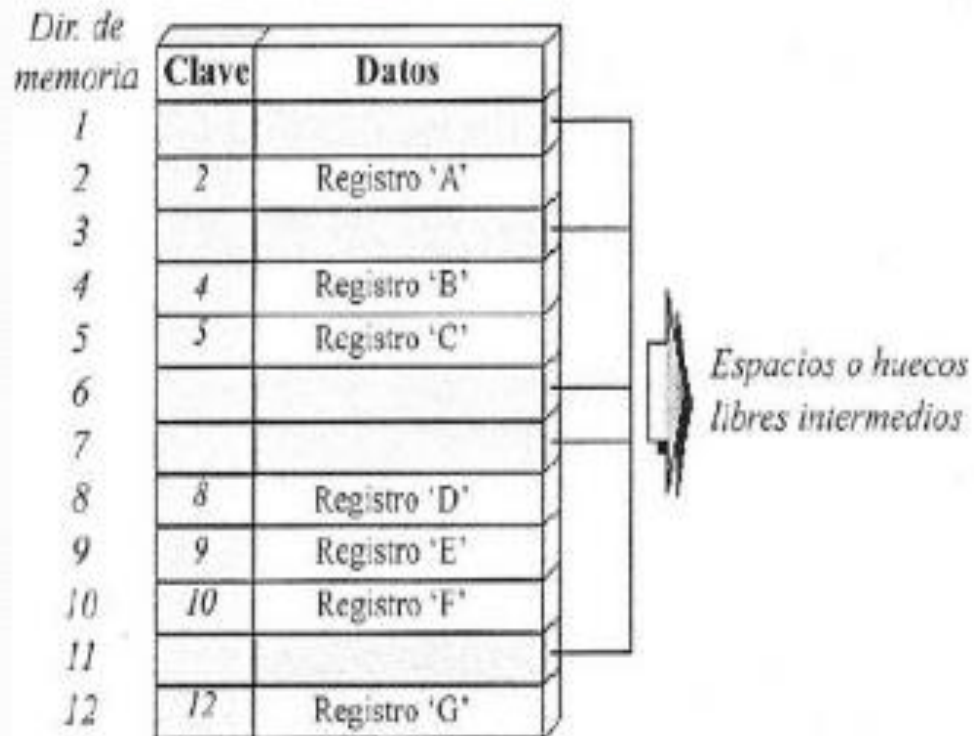 Dir. de
memoria
Clave Datos
1
2 2 Registro 'A'
3
4 4 Registro 'B'
5 5 Registro 'C'
6
7
8 8 Registro 'D'
9 9 Registro 'E'
10 10 Registro 'F'
11
12 12 Registro 'G'
Espacios o huecos
libres intermedios